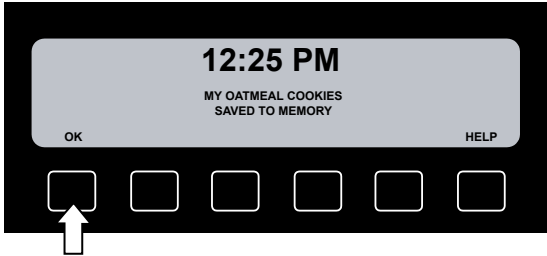 12:25 PM
MY OATMEAL COOKIES
SAVED TO MEMORY
OK HELP